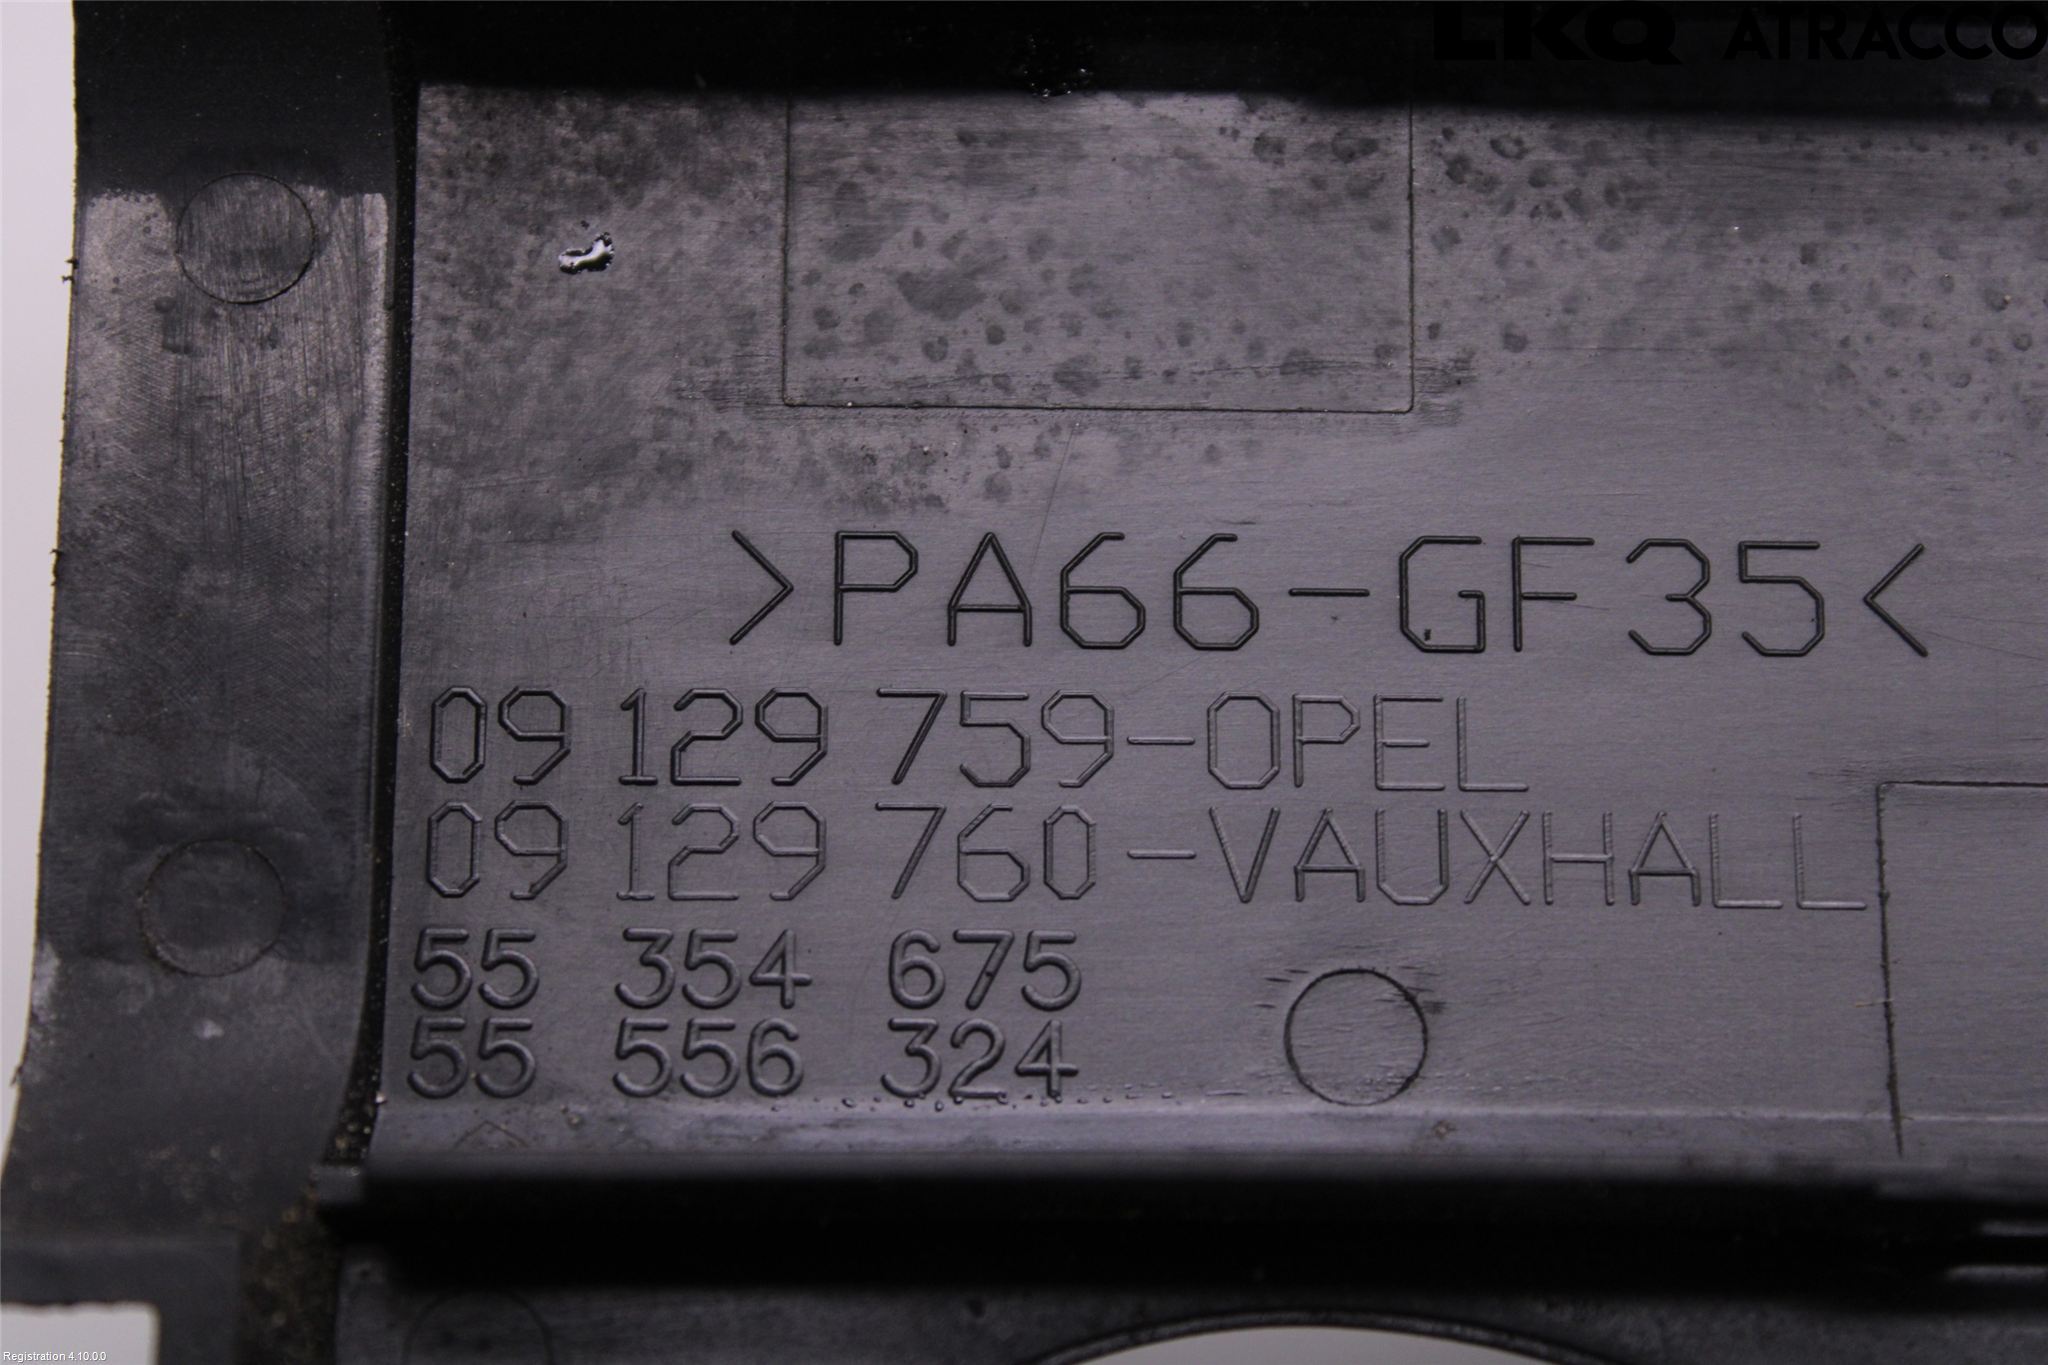 LKQ ATRACCO
>PA66-GF35<
09 129 759-OPEL
09 129 760-VAUXHALL
55 354 675
55 556 324
Registration 4.10.0.0